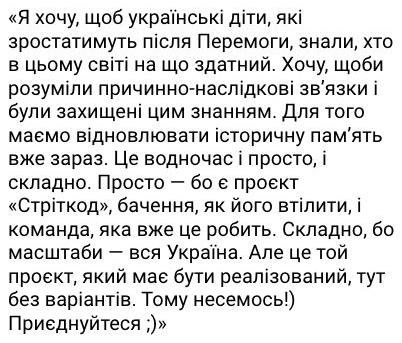 «Я хочу, щоб українські діти, які
зростатимуть після Перемоги, знали, хто
в цьому світі на що здатний. Хочу, щоби
розуміли причинно-наслідкові зв’язки і
були захищені цим знанням. Для того
маємо відновлювати історичну пам’ять
вже зараз. Це водночас і просто, і
складно. Просто — бо є проєкт
«Стріткод», бачення, як його втілити, і
команда, яка вже це робить. Складно, бо
масштаби — вся Україна. Але це той
проєкт, який має бути реалізований, тут
без варіантів. Тому несемось!)
Приєднуйтеся ;)»